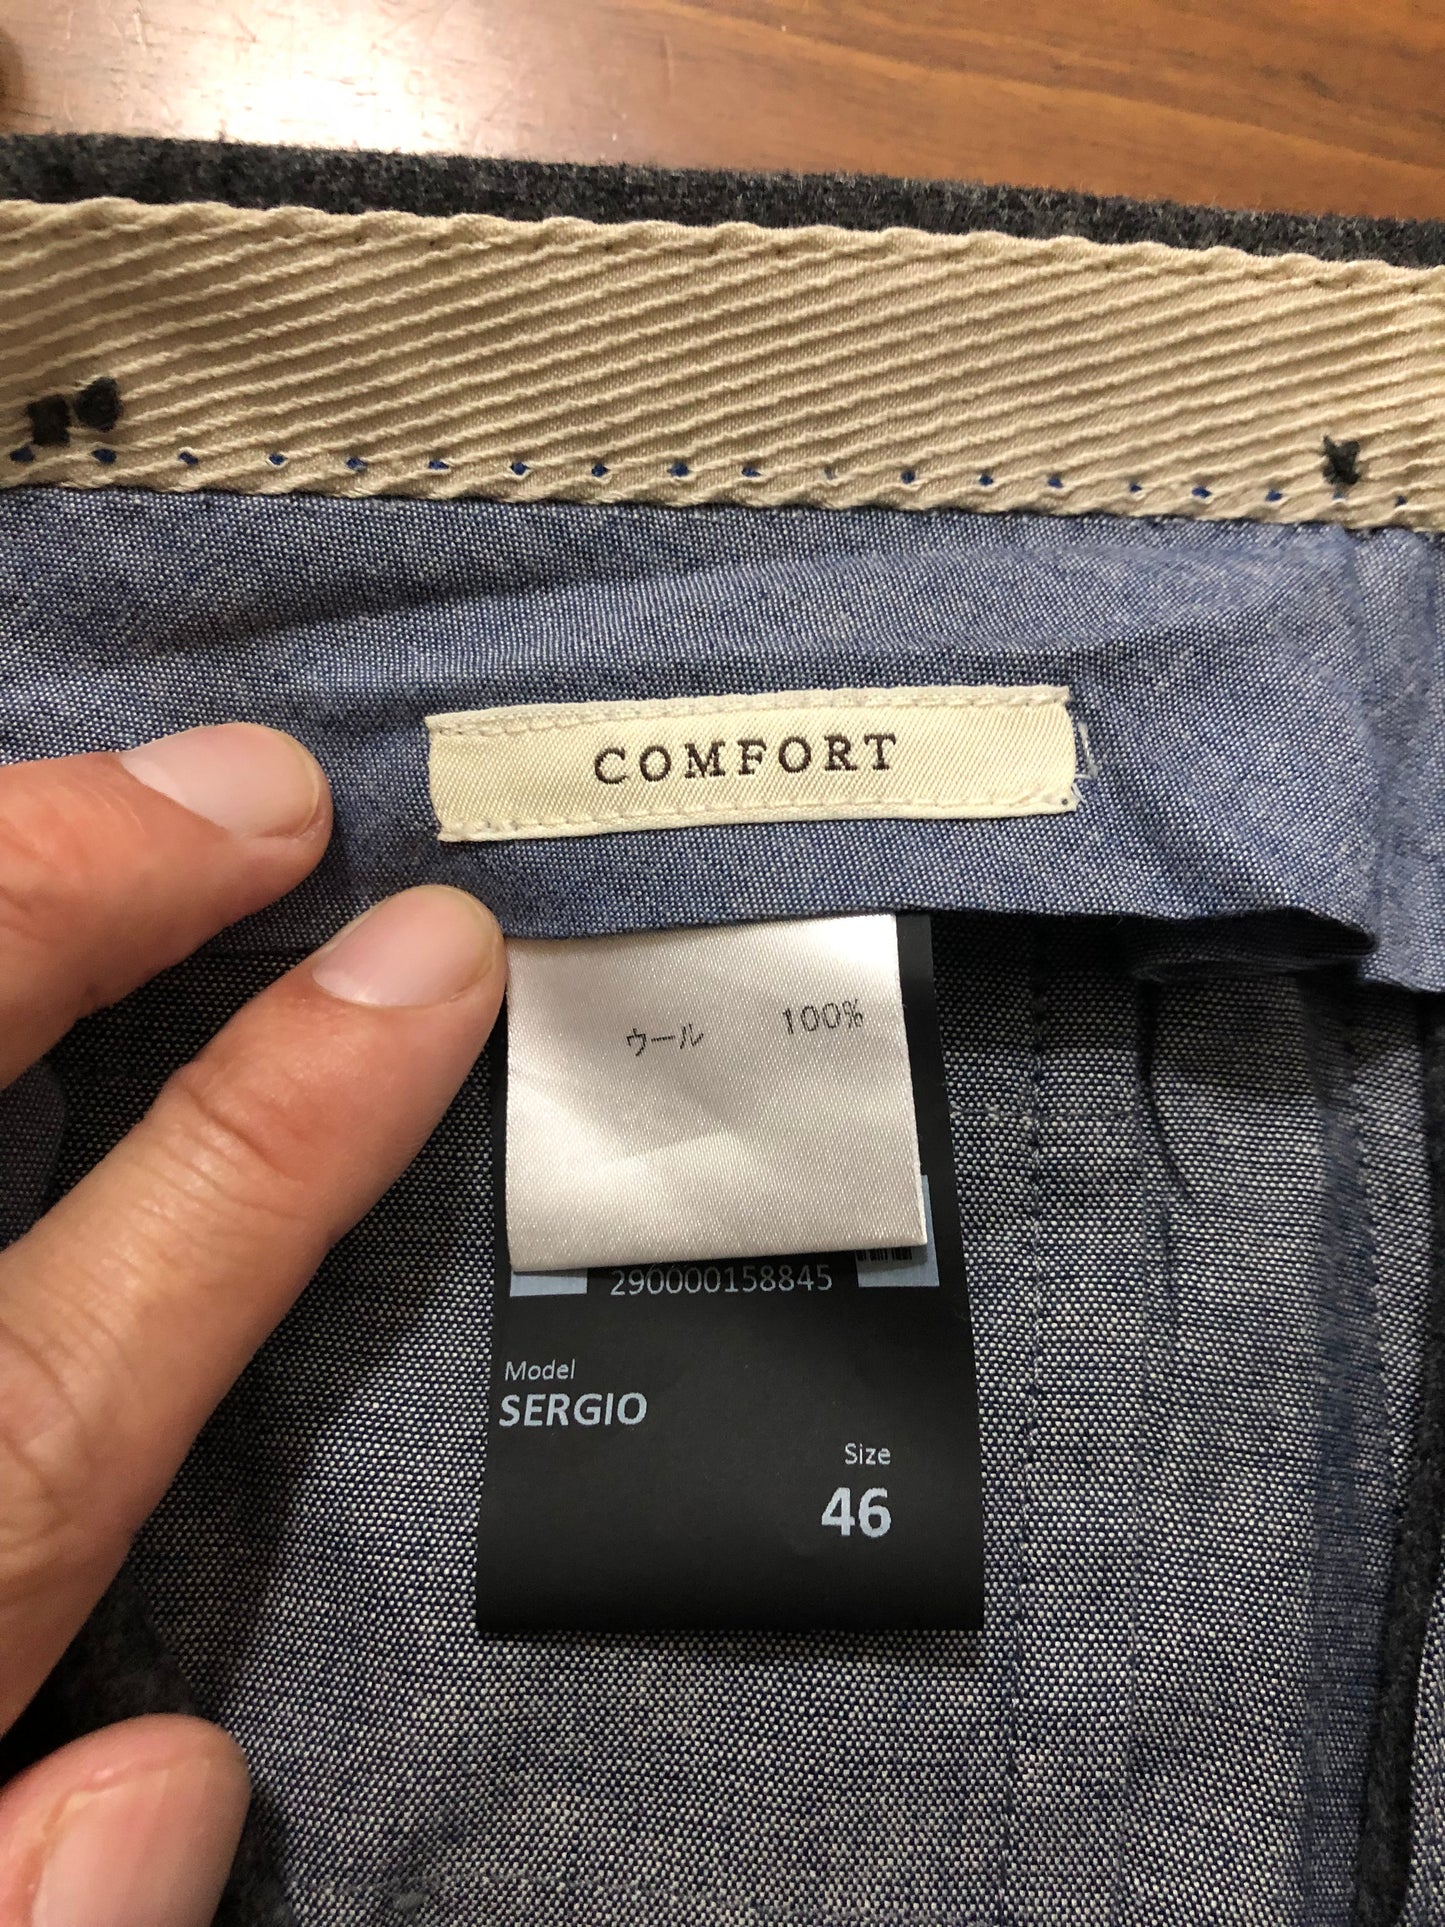 COMFORT
ウール 100%
290000158845
Model
SERGIO
Size
46